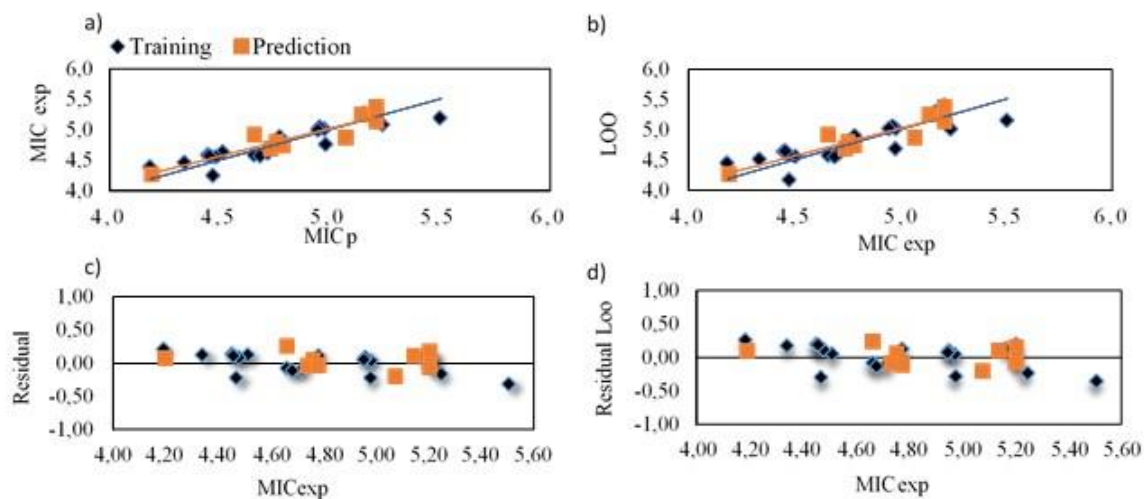 a)
Training Prediction
MIC exp
6,0
5,5
5,0
4,5
4,0
4,0 4,5 5,0 5,5 6,0
MICp
b)
LOO
6,0
5,5
5,0
4,5
4,0
4,0 4,5 5,0 5,5 6,0
MIC exp
c)
Residual
1,00
0,50
0,00
-0,50
-1,00
4,00 4,20 4,40 4,60 4,80 5,00 5,20 5,40 5,60
MICexp
d)
Residual Loo
1,00
0,50
0,00
-0,50
-1,00
4,00 4,20 4,40 4,60 4,80 5,00 5,20 5,40 5,60
MICexp